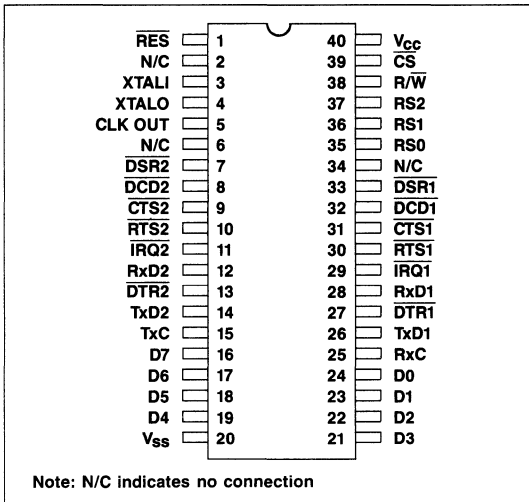 RES 1 40 VCC
N/C 2 39 CS
XTALI 3 38 R/W
XTALO 4 37 RS2
CLK OUT 5 36 RS1
N/C 6 35 RS0
DSR2 7 34 N/C
DCD2 8 33 DSR1
CTS2 9 32 DCD1
RTS2 10 31 CTS1
IRQ2 11 30 RTS1
RxD2 12 29 IRQ1
DTR2 13 28 RxD1
TxD2 14 27 DTR1
TxC 15 26 TxD1
D7 16 25 RxC
D6 17 24 D0
D5 18 23 D1
D4 19 22 D2
VSS 20 21 D3
Note: N/C indicates no connection